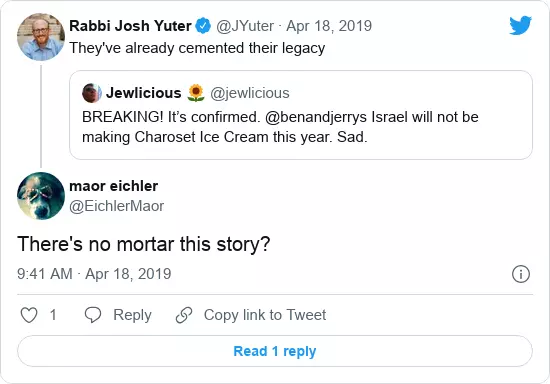 Rabbi Josh Yuter @JYuter · Apr 18, 2019
They've already cemented their legacy
Jewlicious 🌻 @jewlicious
BREAKING! It’s confirmed. @benandjerrys Israel will not be
making Charoset Ice Cream this year. Sad.
maor eichler
@EichlerMaor
There's no mortar this story?
9:41 AM · Apr 18, 2019
1 Reply Copy link to Tweet
Read 1 reply